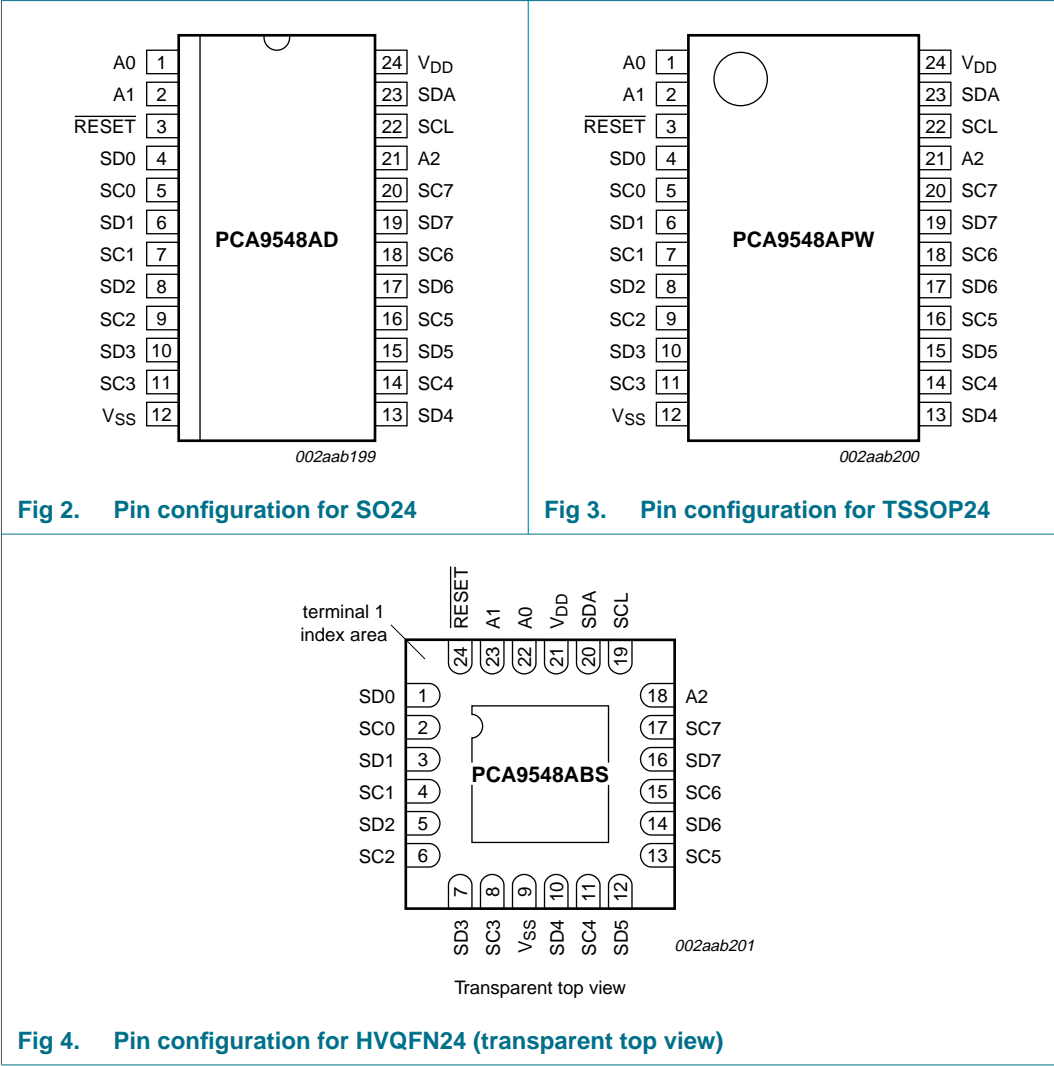 A0 1 24 VDD
A1 2 23 SDA
RESET 3 22 SCL
SD0 4 21 A2
SC0 5 20 SC7
SD1 6 19 SD7
PCA9548AD
SC1 7 18 SC6
SD2 8 17 SD6
SC2 9 16 SC5
SD3 10 15 SD5
SC3 11 14 SC4
VSS 12 13 SD4
002aab199
Fig 2. Pin configuration for SO24
A0 1 24 VDD
A1 2 23 SDA
RESET 3 22 SCL
SD0 4 21 A2
SC0 5 20 SC7
SD1 6 19 SD7
PCA9548APW
SC1 7 18 SC6
SD2 8 17 SD6
SC2 9 16 SC5
SD3 10 15 SD5
SC3 11 14 SC4
VSS 12 13 SD4
002aab200
Fig 3. Pin configuration for TSSOP24
terminal 1
index area
RESET A1 A0 VDD SDA SCL
24 23 22 21 20 19
SD0 1 18 A2
SC0 2 17 SC7
SD1 3 16 SD7
PCA9548ABS
SC1 4 15 SC6
SD2 5 14 SD6
SC2 6 13 SC5
7 8 9 10 11 12
SD3 SC3 VSS SD4 SC4 SD5
002aab201
Transparent top view
Fig 4. Pin configuration for HVQFN24 (transparent top view)